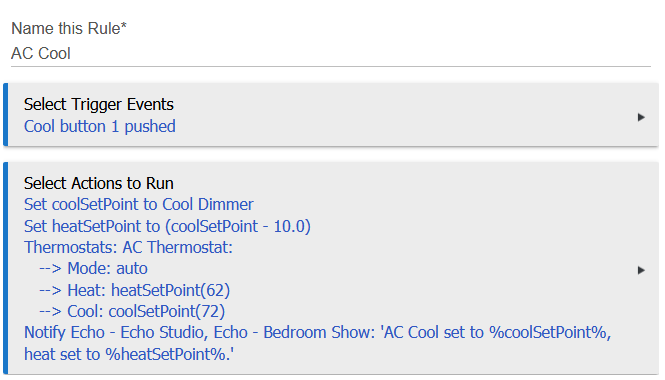 Name this Rule*
AC Cool
Select Trigger Events
Cool button 1 pushed
Select Actions to Run
Set coolSetPoint to Cool Dimmer
Set heatSetPoint to (coolSetPoint - 10.0)
Thermostats: AC Thermostat:
--> Mode: auto
--> Heat: heatSetPoint(62)
--> Cool: coolSetPoint(72)
Notify Echo - Echo Studio, Echo - Bedroom Show: 'AC Cool set to %coolSetPoint%,
heat set to %heatSetPoint%.'